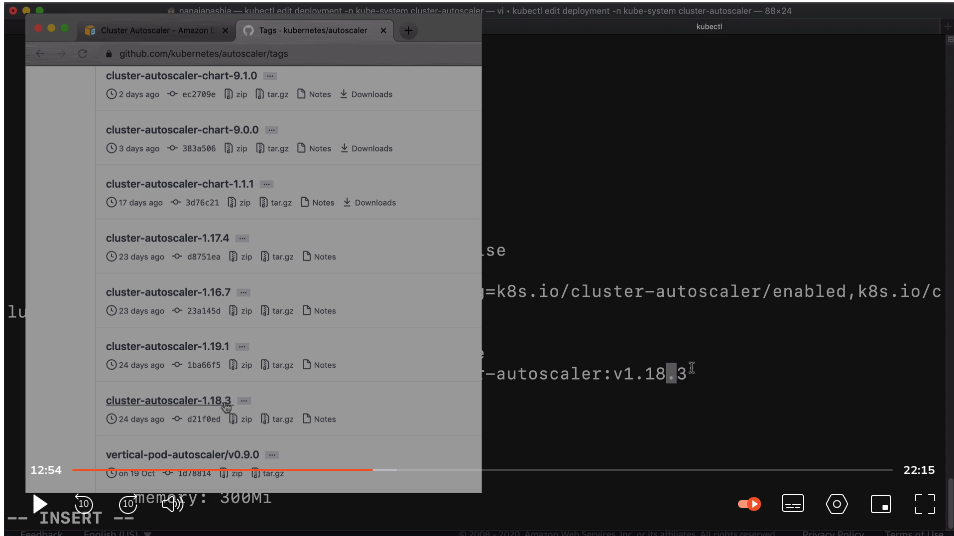 nanajanashia — kubectl edit deployment -n kube-system cluster-autoscaler — vi • kubectl edit deployment -n kube-system cluster-autoscaler — 88×24
Cluster Autoscaler - Amazon
Tags · kubernetes/autoscaler
kubectl
github.com/kubernetes/autoscaler/tags
cluster-autoscaler-chart-9.1.0
2 days ago ec2709e zip tar.gz Notes Downloads
cluster-autoscaler-chart-9.0.0
3 days ago 383a506 zip tar.gz Notes Downloads
cluster-autoscaler-chart-1.1.1
17 days ago 3d76c21 zip tar.gz Notes Downloads
cluster-autoscaler-1.17.4
23 days ago d8751ea zip tar.gz Notes
lse
cluster-autoscaler-1.16.7
=k8s.io/cluster-autoscaler/enabled,k8s.io/c
lu
23 days ago 23a145d zip tar.gz Notes
cluster-autoscaler-1.19.1
24 days ago 1ba66f5 zip tar.gz Notes
r-autoscaler:v1.18.3
cluster-autoscaler-1.18.3
24 days ago d21f0ed zip tar.gz Notes
vertical-pod-autoscaler/v0.9.0
on 19 Oct 1d78814 zip tar.gz
12:54
22:15
memory: 300Mi
10
10
-- INSERT --
Feedback English (US) © 2008 - 2020, Amazon Web Services, Inc. or its affiliates. All rights reserved. Privacy Policy Terms of Use